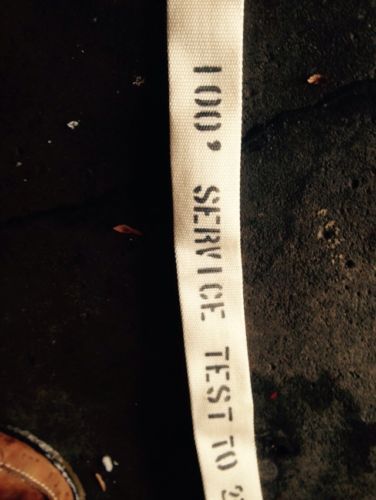 100' SERVICE TEST TO